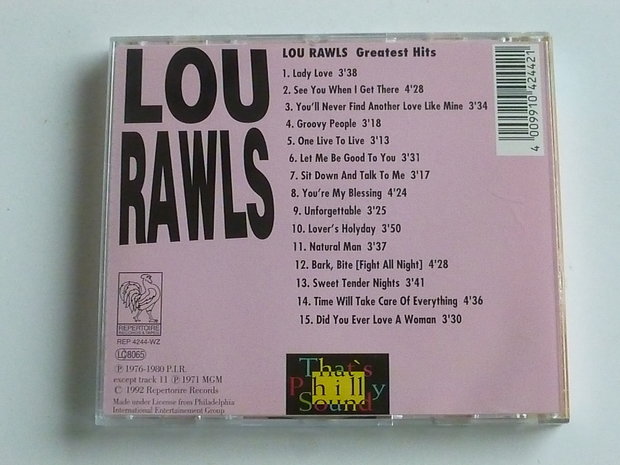 LOU
RAWLS
LOU RAWLS Greatest Hits
1. Lady Love 3'38
2. See You When I Get There 4'28
3. You'll Never Find Another Love Like Mine 3'34
4. Groovy People 3'18
5. One Live To Live 3'13
6. Let Me Be Good To You 3'31
7. Sit Down And Talk To Me 3'17
8. You're My Blessing 4'24
9. Unforgettable 3'25
10. Lover's Holyday 3'50
11. Natural Man 3'37
12. Bark, Bite [Fight All Night] 4'28
13. Sweet Tender Nights 3'41
14. Time Will Take Care Of Everything 4'36
15. Did You Ever Love A Woman 3'30
4 009910 424421
REPERTOIRE
RECORDS & TAPES
REP 4244-WZ
LC 8065
℗ 1976-1980 P.I.R.
except track 11 ℗ 1971 MGM
© 1992 Repertoire Records
Made under License from Philadelphia
International Entertainement Group
That's
Philly
Sound